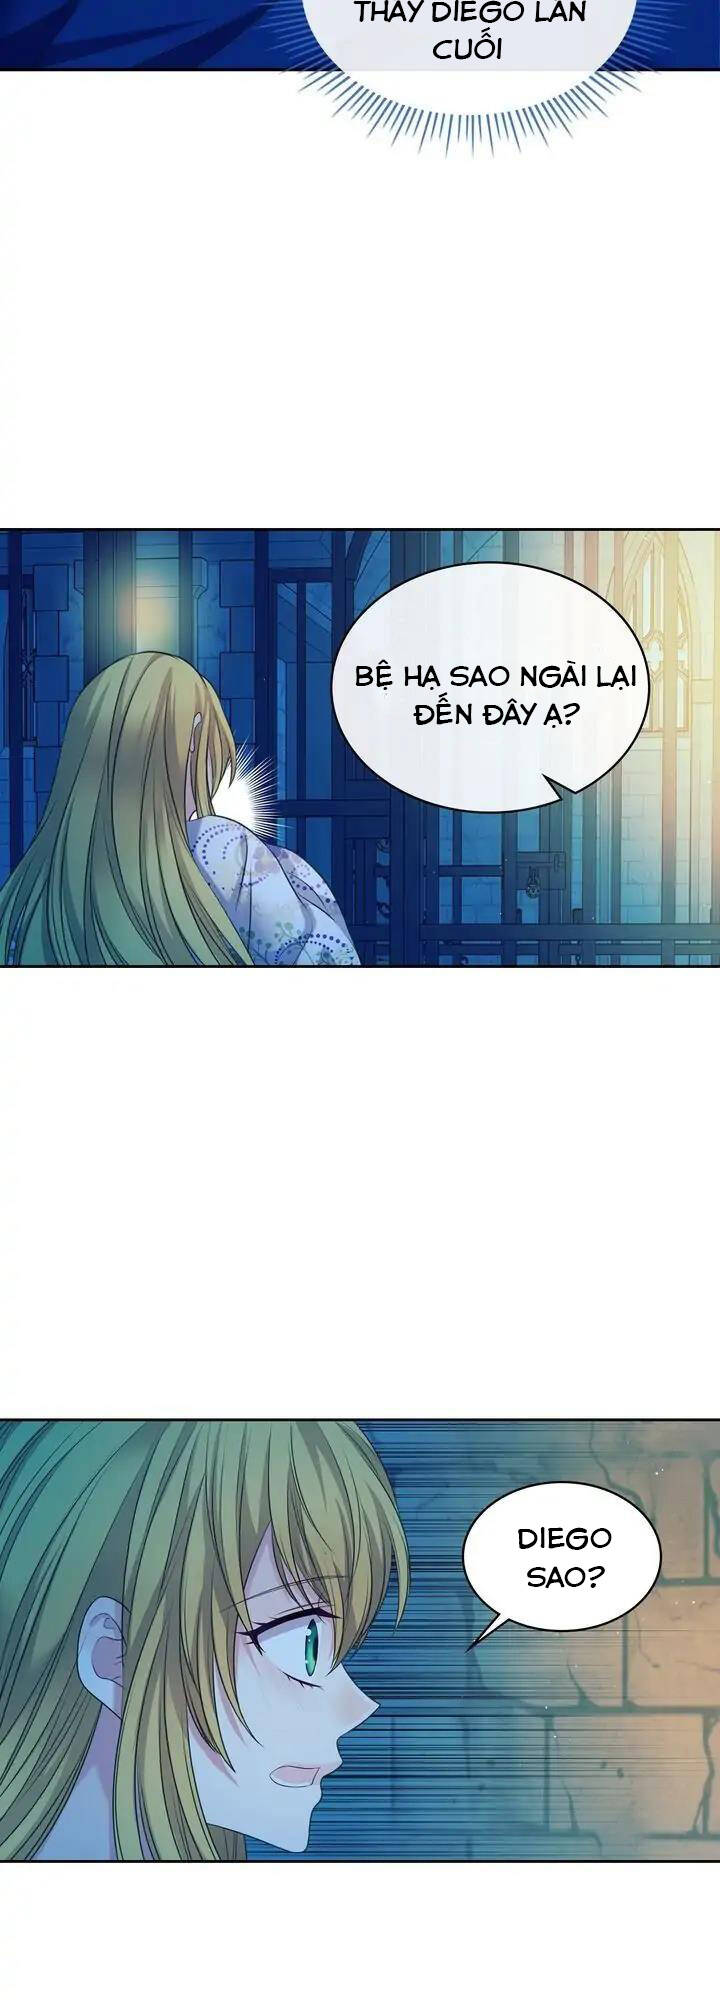 THẤY DIEGO LẦN
CUỐI
BỆ HẠ SAO NGÀI LẠI
ĐẾN ĐÂY Ạ?
DIEGO
SAO?